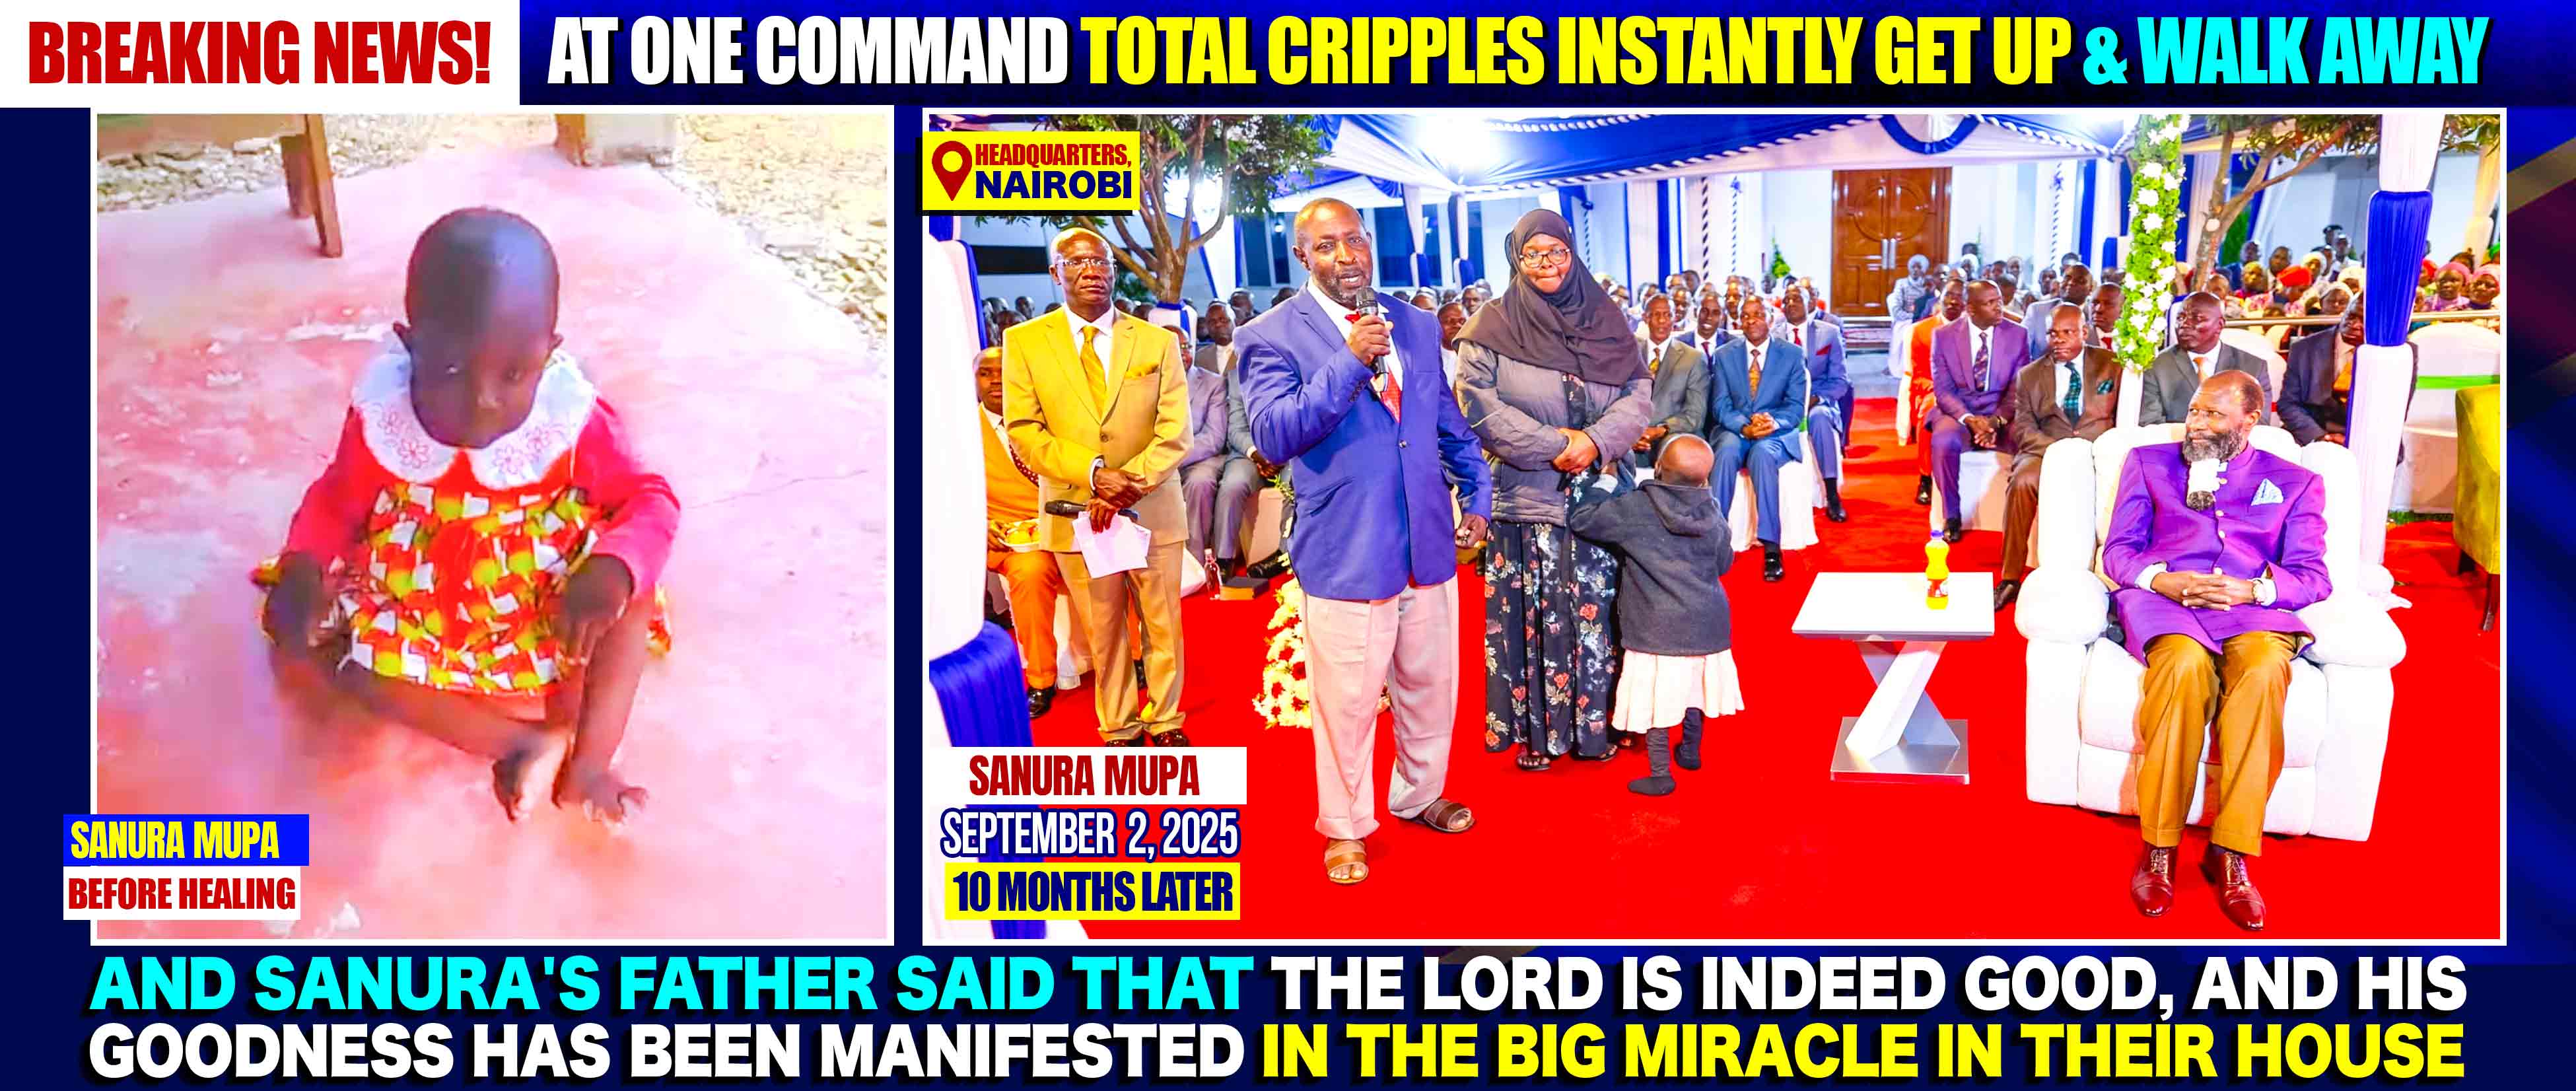 BREAKING NEWS!
AT ONE COMMAND TOTAL CRIPPLES INSTANTLY GET UP & WALK AWAY
HEADQUARTERS,
NAIROBI
SANURA MUPA
BEFORE HEALING
SANURA MUPA
SEPTEMBER 2, 2025
10 MONTHS LATER
AND SANURA'S FATHER SAID THAT THE LORD IS INDEED GOOD, AND HIS
GOODNESS HAS BEEN MANIFESTED IN THE BIG MIRACLE IN THEIR HOUSE